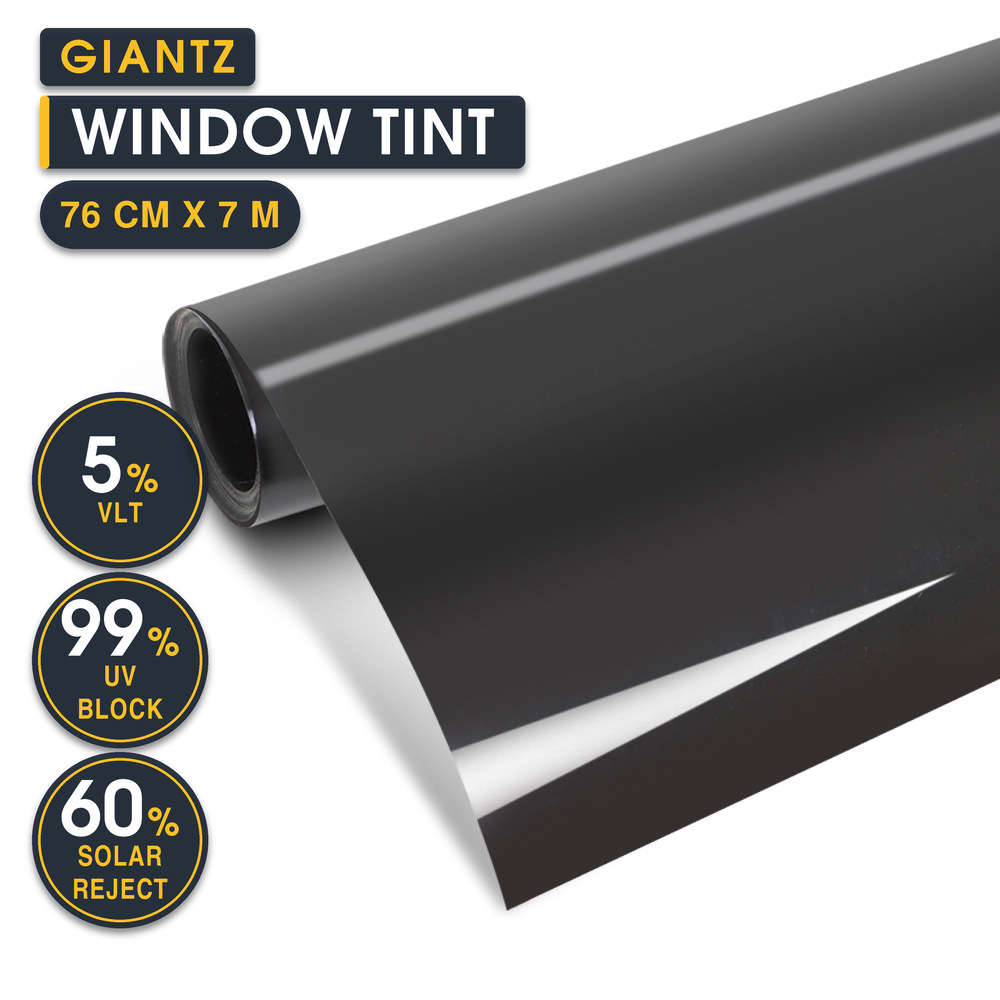 GIANTZ
WINDOW TINT
76 CM X 7 M
5%
VLT
99%
UV
BLOCK
60%
SOLAR
REJECT